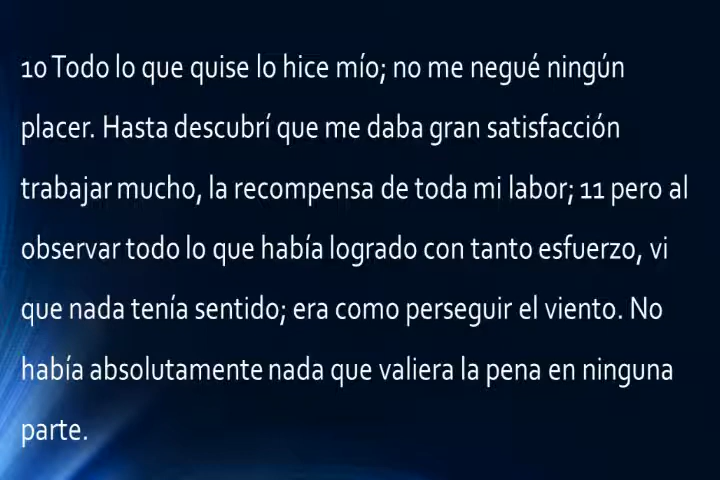 10 Todo lo que quise lo hice mío; no me negué ningún
placer. Hasta descubrí que me daba gran satisfacción
trabajar mucho, la recompensa de toda mi labor; 11 pero al
observar todo lo que había logrado con tanto esfuerzo, vi
que nada tenía sentido; era como perseguir el viento. No
había absolutamente nada que valiera la pena en ninguna
parte.